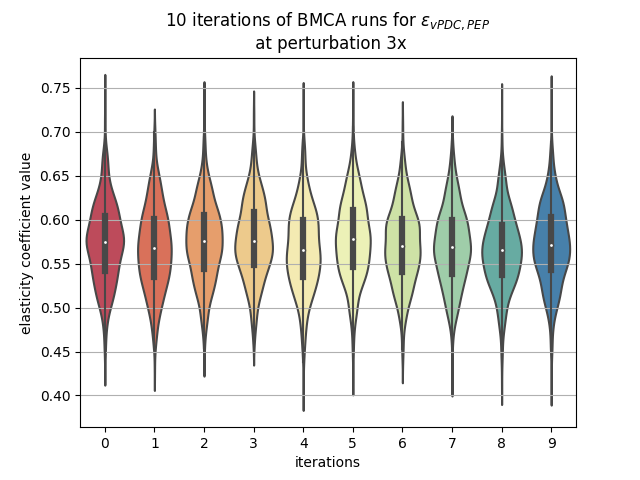 10 iterations of BMCA runs for ε_{vPDC, PEP}
at perturbation 3x
elasticity coefficient value
0.75
0.70
0.65
0.60
0.55
0.50
0.45
0.40
0 1 2 3 4 5 6 7 8 9
iterations